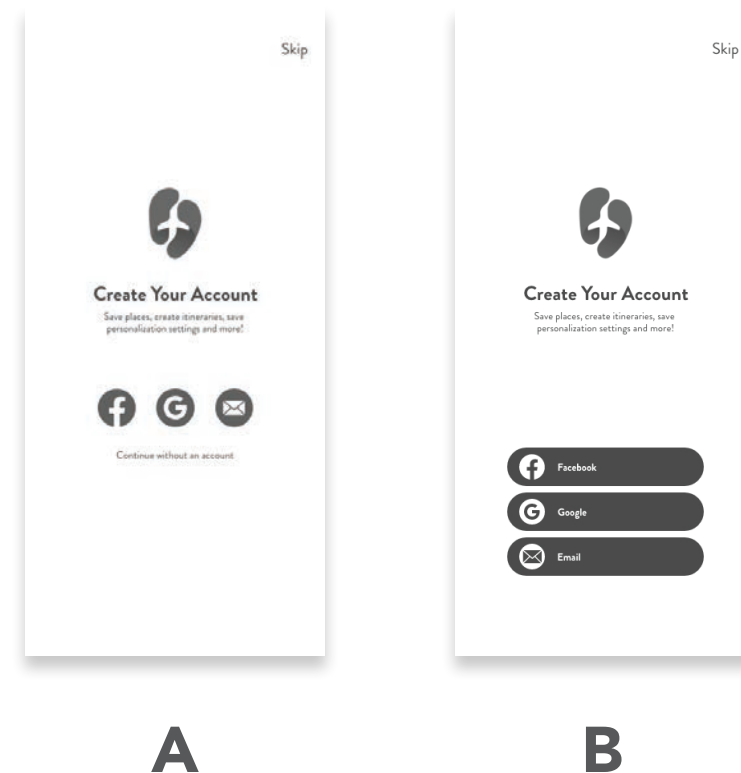 Skip
Create Your Account
Save places, create itineraries, save
personalization settings and more!
Continue without an account
A
Skip
Create Your Account
Save places, create itineraries, save
personalization settings and more!
Facebook
Google
Email
B